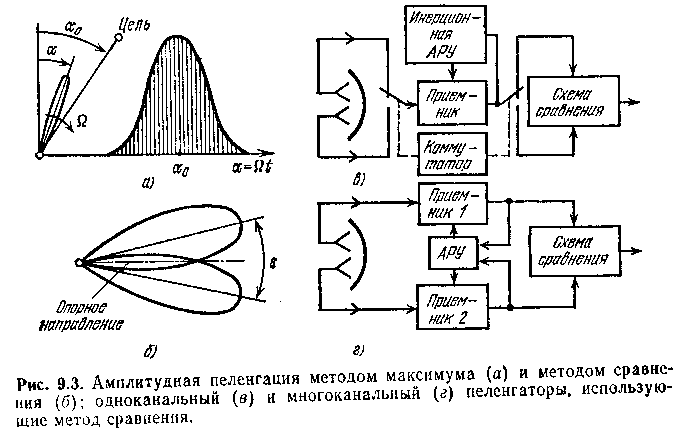 α₀
Цель
α
Ω
а)
α₀
α=Ωt
Опорное
направление
ε
б)
Инерцион-
ная
АРУ
Прием-
ник
Комму-
татор
Схема
сравнения
в)
Прием-
ник 1
АРУ
Прием-
ник 2
Схема
сравнения
г)
Рис. 9.3. Амплитудная пеленгация методом максимума (а) и методом сравне-
ния (б); одноканальный (в) и многоканальный (г) пеленгаторы, использую-
щие метод сравнения.